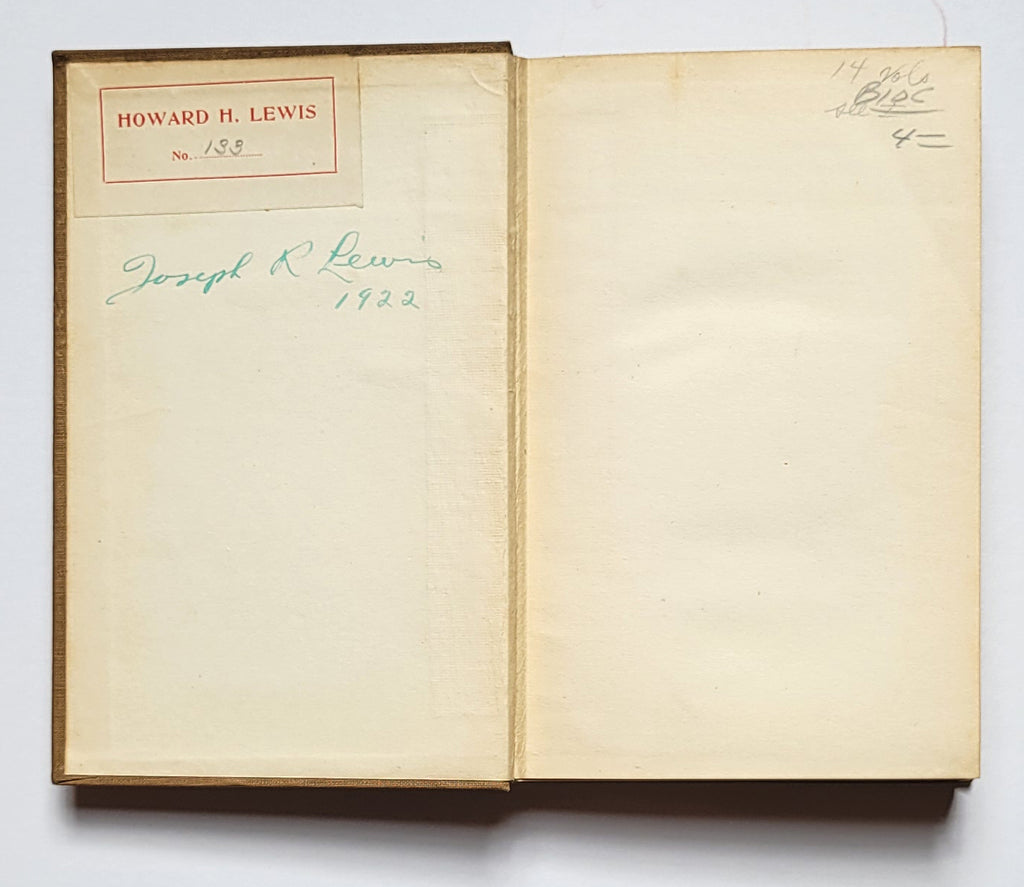 HOWARD H. LEWIS
No. 133
Joseph R Lewis
1922
14 vols
4=